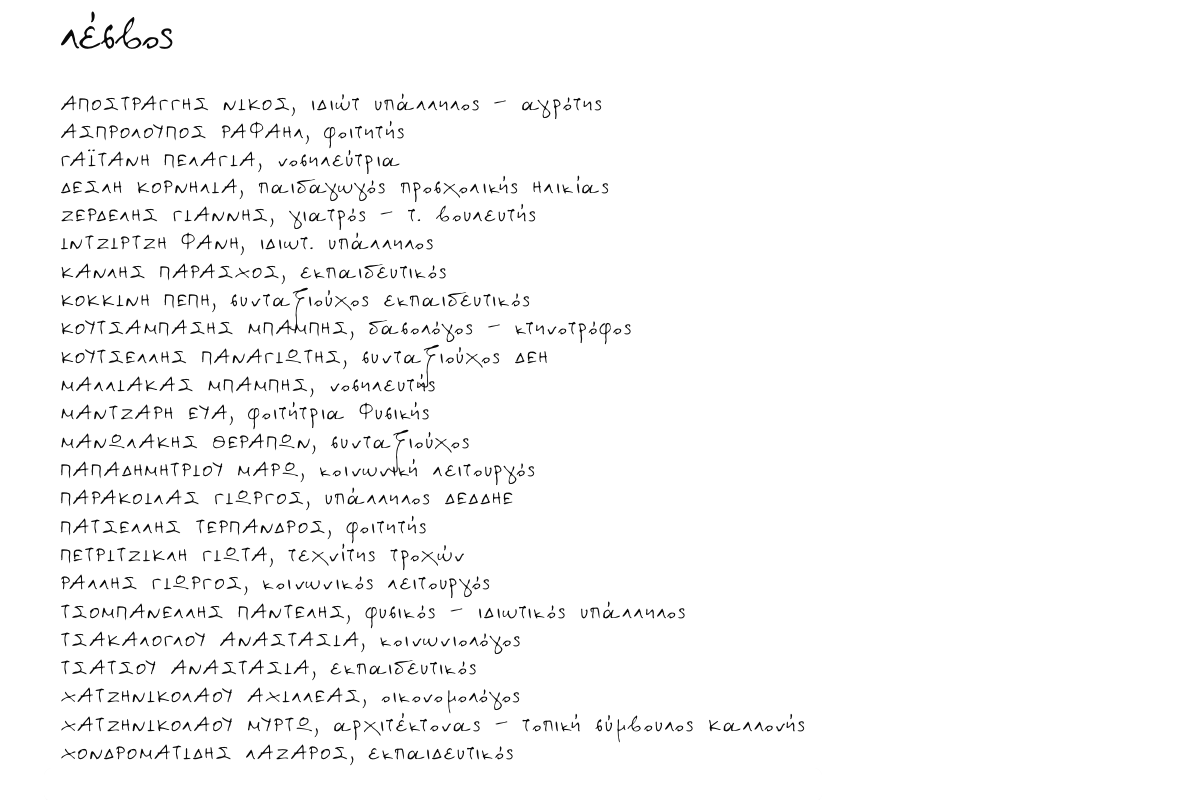 Λέσβος
ΑΠΟΣΤΡΑΓΓΗΣ ΝΙΚΟΣ, ιδιώτ υπάλληλος – αγρότης
ΑΣΠΡΟΛΟΥΠΟΣ ΡΑΦΑΗΛ, φοιτητής
ΓΑΪΤΑΝΗ ΠΕΛΑΓΙΑ, νοσηλεύτρια
ΔΕΣΛΗ ΚΟΡΝΗΛΙΑ, παιδαγωγός προσχολικής ηλικίας
ΖΕΡΔΕΛΗΣ ΓΙΑΝΝΗΣ, γιατρός – τ. βουλευτής
ΙΝΤΖΙΡΤΖΗ ΦΑΝΗ, ιδιωτ. υπάλληλος
ΚΑΝΛΗΣ ΠΑΡΑΣΧΟΣ, εκπαιδευτικός
ΚΟΚΚΙΝΗ ΠΕΠΗ, συνταξιούχος εκπαιδευτικός
ΚΟΥΤΣΑΜΠΑΣΗΣ ΜΠΑΜΠΗΣ, δασολόγος – κτηνοτρόφος
ΚΟΥΤΣΕΛΛΗΣ ΠΑΝΑΓΙΩΤΗΣ, συνταξιούχος ΔΕΗ
ΜΑΛΛΙΑΚΑΣ ΜΠΑΜΠΗΣ, νοσηλευτής
ΜΑΝΤΖΑΡΗ ΕΥΑ, φοιτήτρια Φυσικής
ΜΑΝΩΛΑΚΗΣ ΘΕΡΑΠΩΝ, συνταξιούχος
ΠΑΠΑΔΗΜΗΤΡΙΟΥ ΜΑΡΩ, κοινωνική λειτουργός
ΠΑΡΑΚΟΙΛΑΣ ΓΙΩΡΓΟΣ, υπάλληλος ΔΕΔΔΗΕ
ΠΑΤΣΕΛΛΗΣ ΤΕΡΠΑΝΔΡΟΣ, φοιτητής
ΠΕΤΡΙΤΖΙΚΛΗ ΓΙΩΤΑ, τεχνίτης τροχών
ΡΑΛΛΗΣ ΓΙΩΡΓΟΣ, κοινωνικός λειτουργός
ΤΣΟΜΠΑΝΕΛΛΗΣ ΠΑΝΤΕΛΗΣ, φυσικός – ιδιωτικός υπάλληλος
ΤΣΑΚΑΛΟΓΛΟΥ ΑΝΑΣΤΑΣΙΑ, κοινωνιολόγος
ΤΣΑΤΣΟΥ ΑΝΑΣΤΑΣΙΑ, εκπαιδευτικός
ΧΑΤΖΗΝΙΚΟΛΑΟΥ ΑΧΙΛΛΕΑΣ, οικονομολόγος
ΧΑΤΖΗΝΙΚΟΛΑΟΥ ΜΥΡΤΩ, αρχιτέκτονας – τοπική σύμβουλος Καλλονής
ΧΟΝΔΡΟΜΑΤΙΔΗΣ ΛΑΖΑΡΟΣ, εκπαιδευτικός